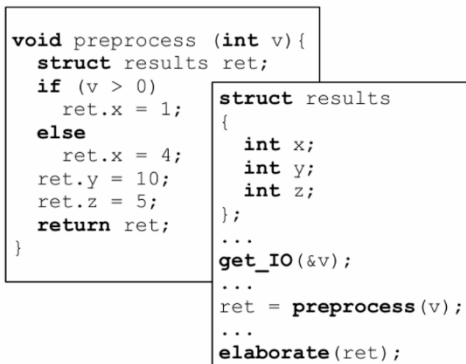 void preprocess (int v){
  struct results ret;
  if (v > 0)
    ret.x = 1;
  else
    ret.x = 4;
  ret.y = 10;
  ret.z = 5;
  return ret;
}
struct results
{
  int x;
  int y;
  int z;
};
...
get_IO(&v);
...
ret = preprocess(v);
...
elaborate(ret);